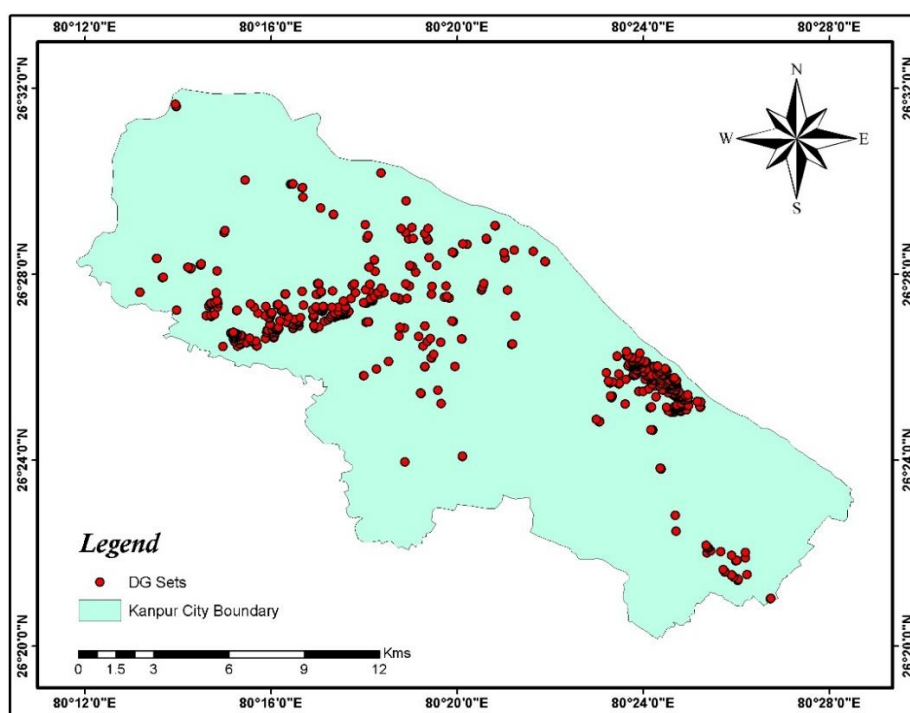 80°12'0"E 80°16'0"E 80°20'0"E 80°24'0"E 80°28'0"E
26°32'0"N 26°32'0"N
N
W E
S
26°28'0"N 26°28'0"N
26°24'0"N 26°24'0"N
Legend
DG Sets
Kanpur City Boundary
26°20'0"N 26°20'0"N
Kms
0 1.5 3 6 9 12
80°12'0"E 80°16'0"E 80°20'0"E 80°24'0"E 80°28'0"E